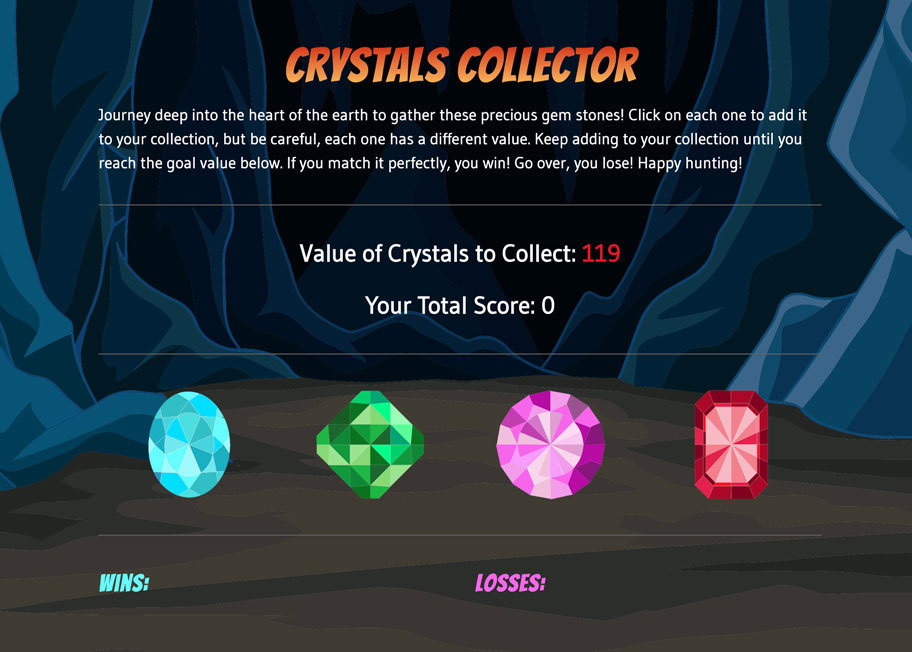 CRYSTALS COLLECTOR
Journey deep into the heart of the earth to gather these precious gem stones! Click on each one to add it
to your collection, but be careful, each one has a different value. Keep adding to your collection until you
reach the goal value below. If you match it perfectly, you win! Go over, you lose! Happy hunting!
Value of Crystals to Collect: 119
Your Total Score: 0
WINS:
LOSSES: